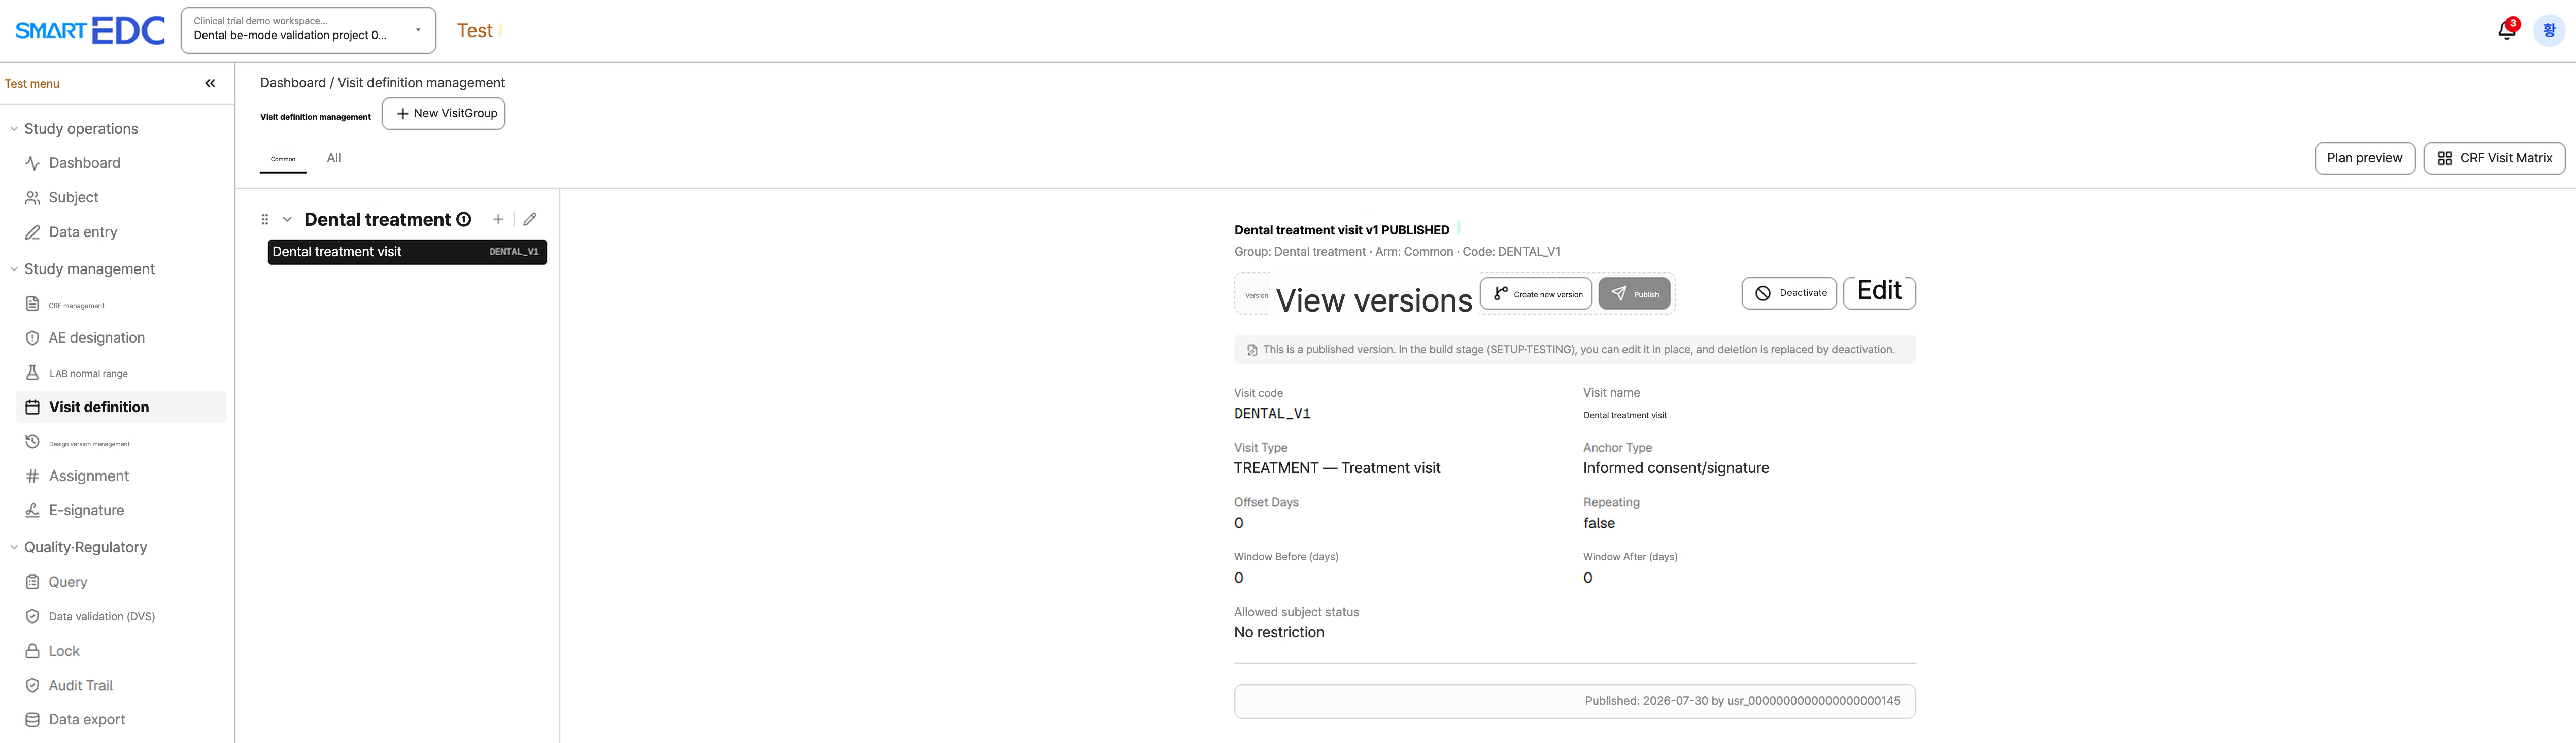 SMART EDC
Clinical trial demo workspace...
Dental be-mode validation project 0...
Test
3
황
Test menu
Study operations
Dashboard
Subject
Data entry
Study management
CRF management
AE designation
LAB normal range
Visit definition
Design version management
Assignment
E-signature
Quality·Regulatory
Query
Data validation (DVS)
Lock
Audit Trail
Data export
Dashboard / Visit definition management
Visit definition management
New VisitGroup
Common
All
Plan preview
CRF Visit Matrix
Dental treatment 1
Dental treatment visit DENTAL_V1
Dental treatment visit v1 PUBLISHED
Group: Dental treatment · Arm: Common · Code: DENTAL_V1
Version View versions Create new version Publish Deactivate Edit
This is a published version. In the build stage (SETUP·TESTING), you can edit it in place, and deletion is replaced by deactivation.
Visit code
DENTAL_V1
Visit name
Dental treatment visit
Visit Type
TREATMENT — Treatment visit
Anchor Type
Informed consent/signature
Offset Days
0
Repeating
false
Window Before (days)
0
Window After (days)
0
Allowed subject status
No restriction
Published: 2026-07-30 by usr_0000000000000000000145